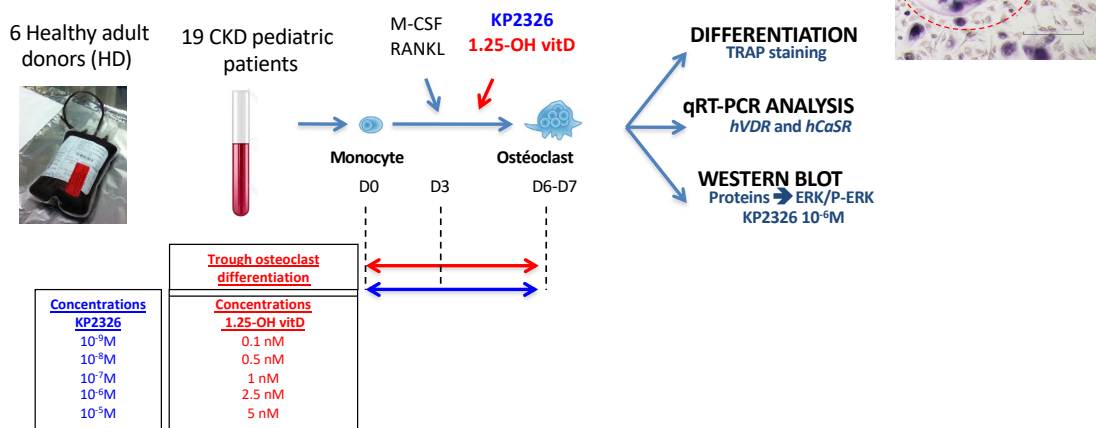 6 Healthy adult
donors (HD)
19 CKD pediatric
patients
M-CSF
RANKL
KP2326
1.25-OH vitD
Monocyte
Ostéoclast
D0
D3
D6-D7
DIFFERENTIATION
TRAP staining
qRT-PCR ANALYSIS
hVDR and hCaSR
WESTERN BLOT
Proteins ➔ ERK/P-ERK
KP2326 10⁻⁶M
Trough osteoclast
differentiation
Concentrations
KP2326
10⁻⁹M
10⁻⁸M
10⁻⁷M
10⁻⁶M
10⁻⁵M
Concentrations
1.25-OH vitD
0.1 nM
0.5 nM
1 nM
2.5 nM
5 nM